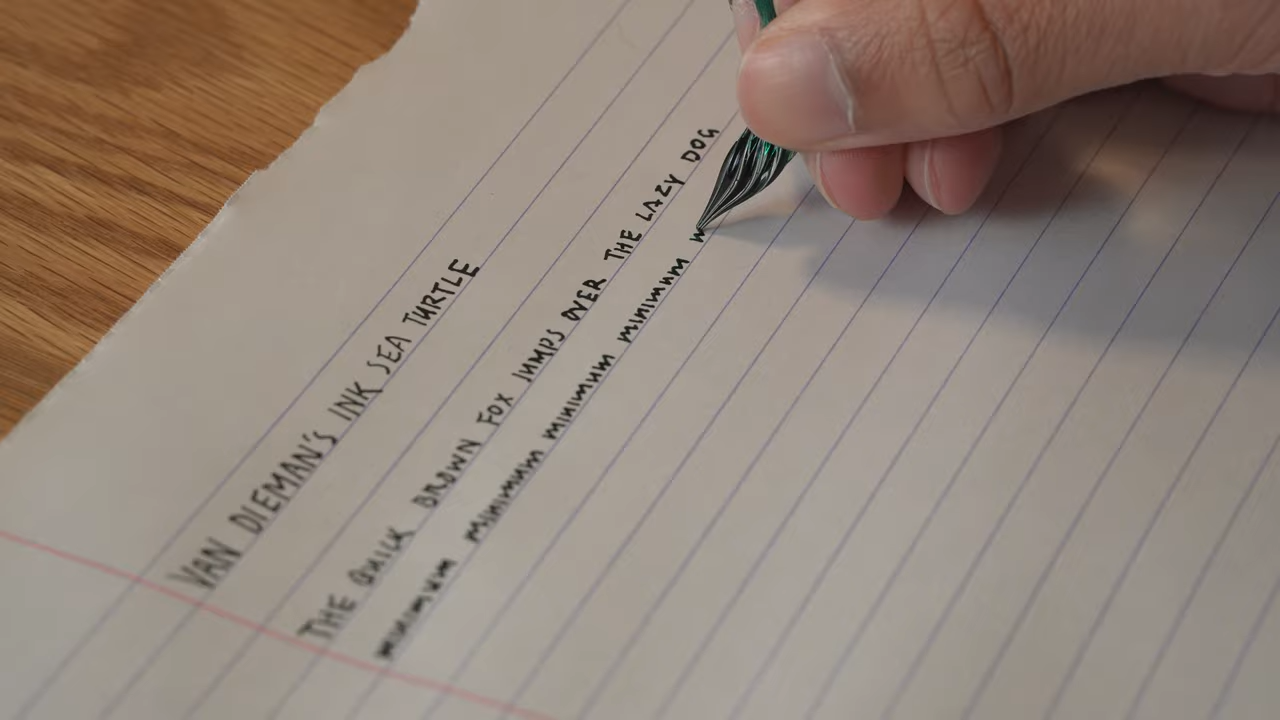 VAN DIEMAN'S INK SEA TURTLE
THE QUICK BROWN FOX JUMPS OVER THE LAZY DOG
minimum minimum minimum minimum m